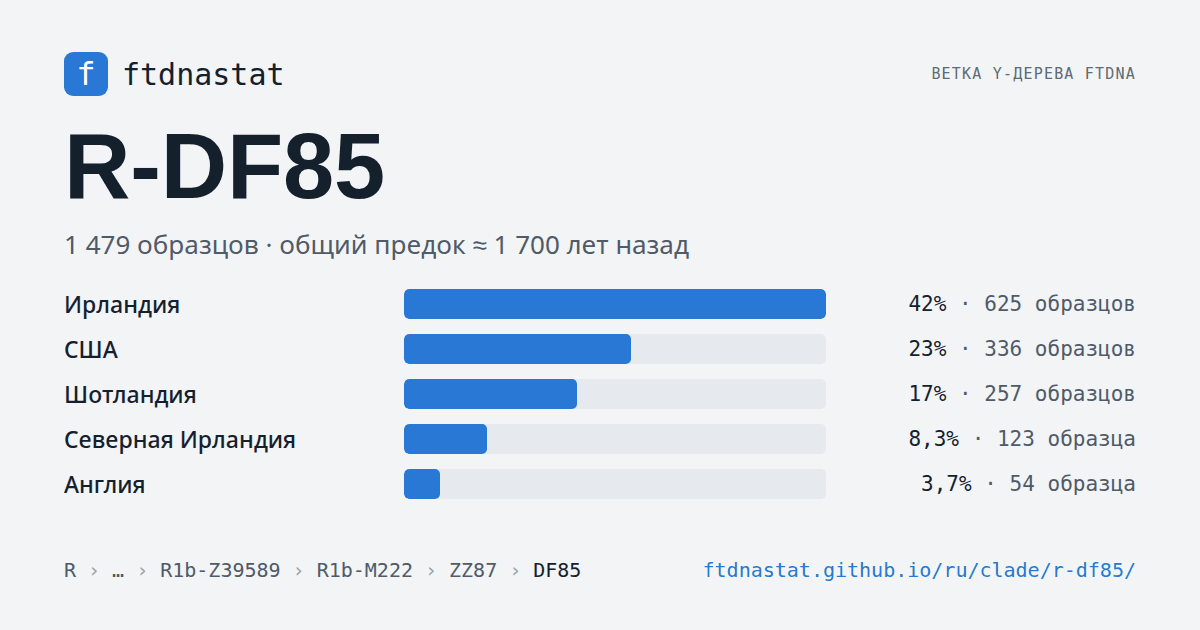 f ftdnastat
ВЕТКА Y-ДЕРЕВА FTDNA
R-DF85
1 479 образцов · общий предок ≈ 1 700 лет назад
Ирландия 42% · 625 образцов
США 23% · 336 образцов
Шотландия 17% · 257 образцов
Северная Ирландия 8,3% · 123 образца
Англия 3,7% · 54 образца
R › … › R1b-Z39589 › R1b-M222 › ZZ87 › DF85
ftdnastat.github.io/ru/clade/r-df85/